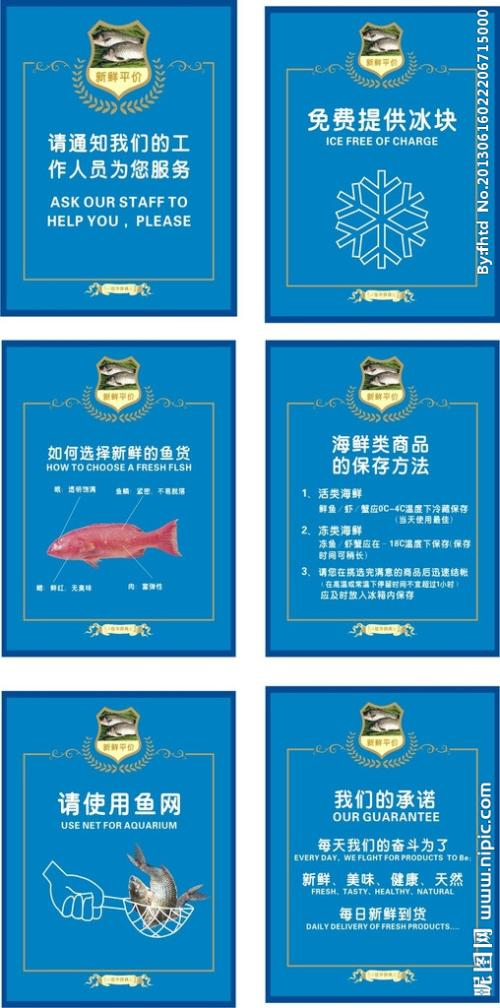 新鲜平价
请通知我们的工
作人员为您服务
ASK OUR STAFF TO
HELP YOU , PLEASE
新鲜平价
免费提供冰块
ICE FREE OF CHARGE
By:fhtd No.20130616022206715000
新鲜平价
如何选择新鲜的鱼货
HOW TO CHOOSE A FRESH FLSH
眼：透明饱满
鱼鳞：紧密、不易脱落
鳃：鲜红、无臭味
肉：富弹性
新鲜平价
海鲜类商品
的保存方法
1、活类海鲜
鲜鱼／虾／蟹应0C-4C温度下冷藏保存
（当天使用最佳）
2、冻类海鲜
冻鱼／虾蟹应在－18C温度下保存(保存
时间可稍长)
3、请您在挑选完满意的商品后迅速结帐
（在高温或常温下停留时间不宜超过1小时）
应及时放入冰箱内保存
新鲜平价
请使用鱼网
USE NET FOR AQUARIUM
新鲜平价
我们的承诺
OUR GUARANTEE
每天我们的奋斗为了
EVERY DAY, WE FLGHT FOR PRODUCTS TO Be;
新鲜、美味、健康、天然
FRESH、TASTY、HEALTHY、NATURAL
每日新鲜到货
DAILY DELIVERY OF FRESH PRODUCTS....
昵图网 www.nipic.com